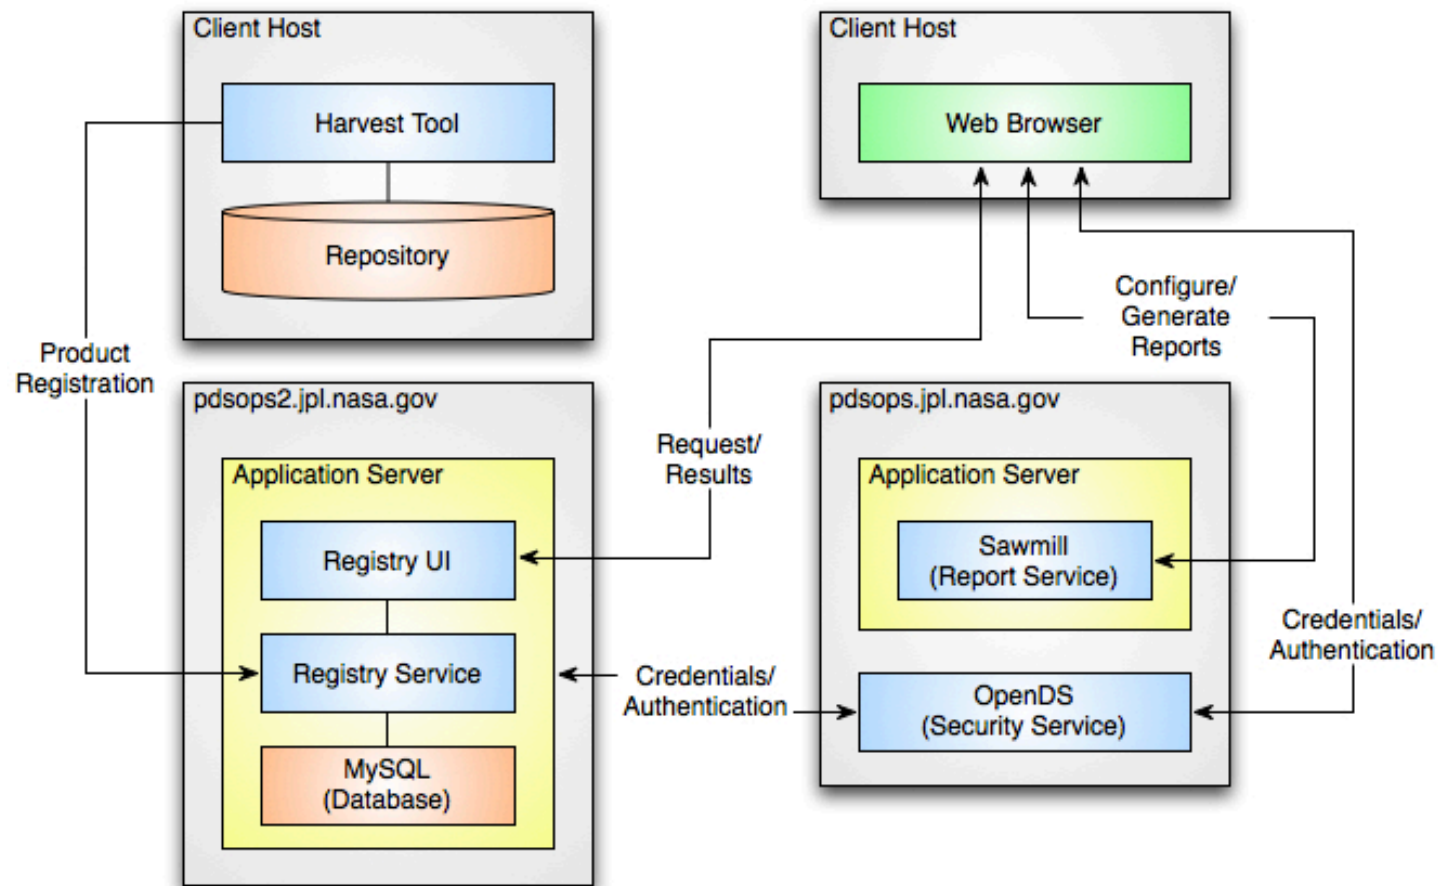 Client Host
Harvest Tool
Repository
Product
Registration
pdsops2.jpl.nasa.gov
Application Server
Registry UI
Registry Service
MySQL
(Database)
Client Host
Web Browser
Configure/
Generate
Reports
Request/
Results
Credentials/
Authentication
pdsops.jpl.nasa.gov
Application Server
Sawmill
(Report Service)
OpenDS
(Security Service)
Credentials/
Authentication